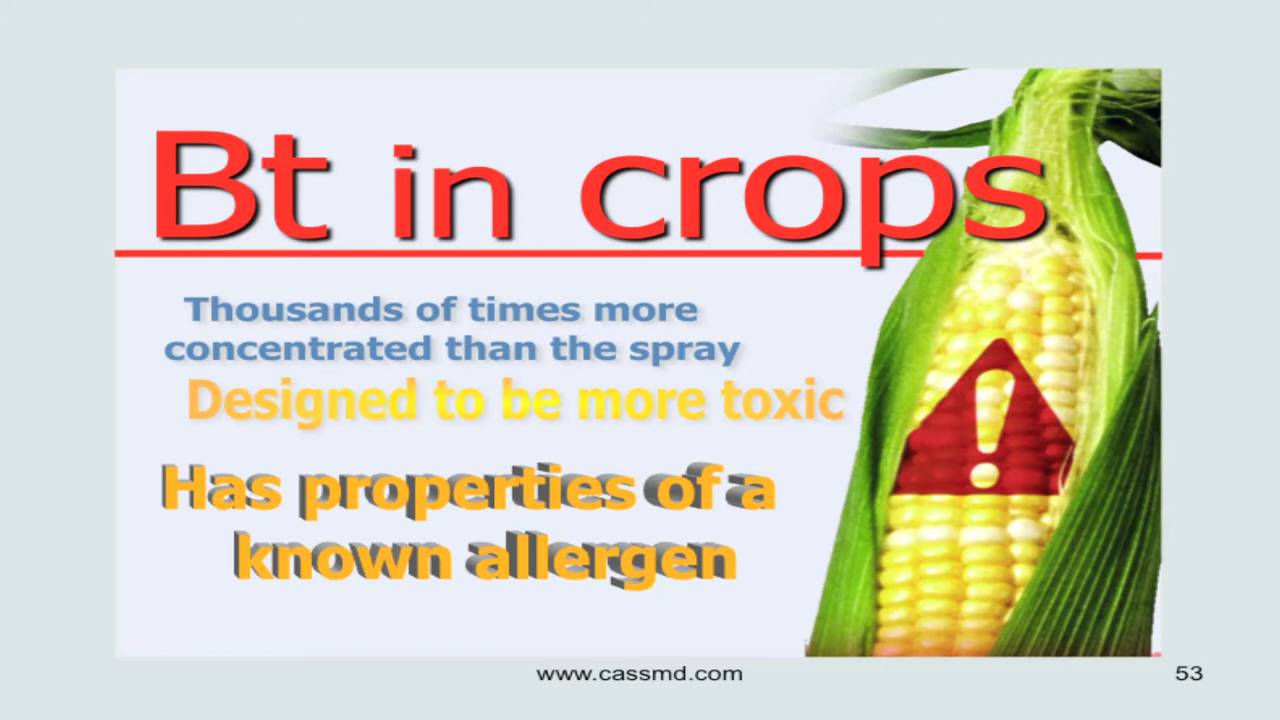 Bt in crops
Thousands of times more
concentrated than the spray
Designed to be more toxic
Has properties of a
known allergen
www.cassmd.com
53